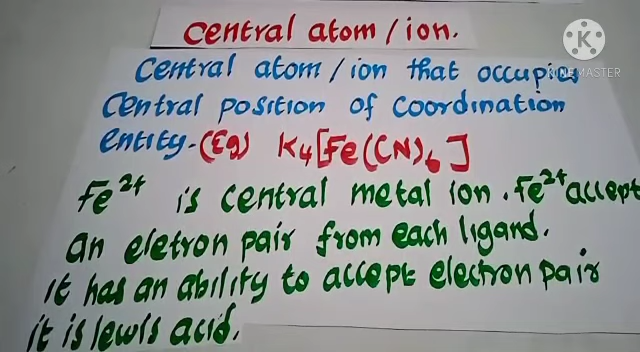 Central atom / ion.
KINEMASTER
Central atom / ion that occupies
Central position of coordination
entity. (Eg) K₄[Fe(CN)₆]
Fe²⁺ is central metal ion. Fe²⁺ accept
an eletron pair from each ligand.
it has an ability to accept electron pair
it is lewis acid.